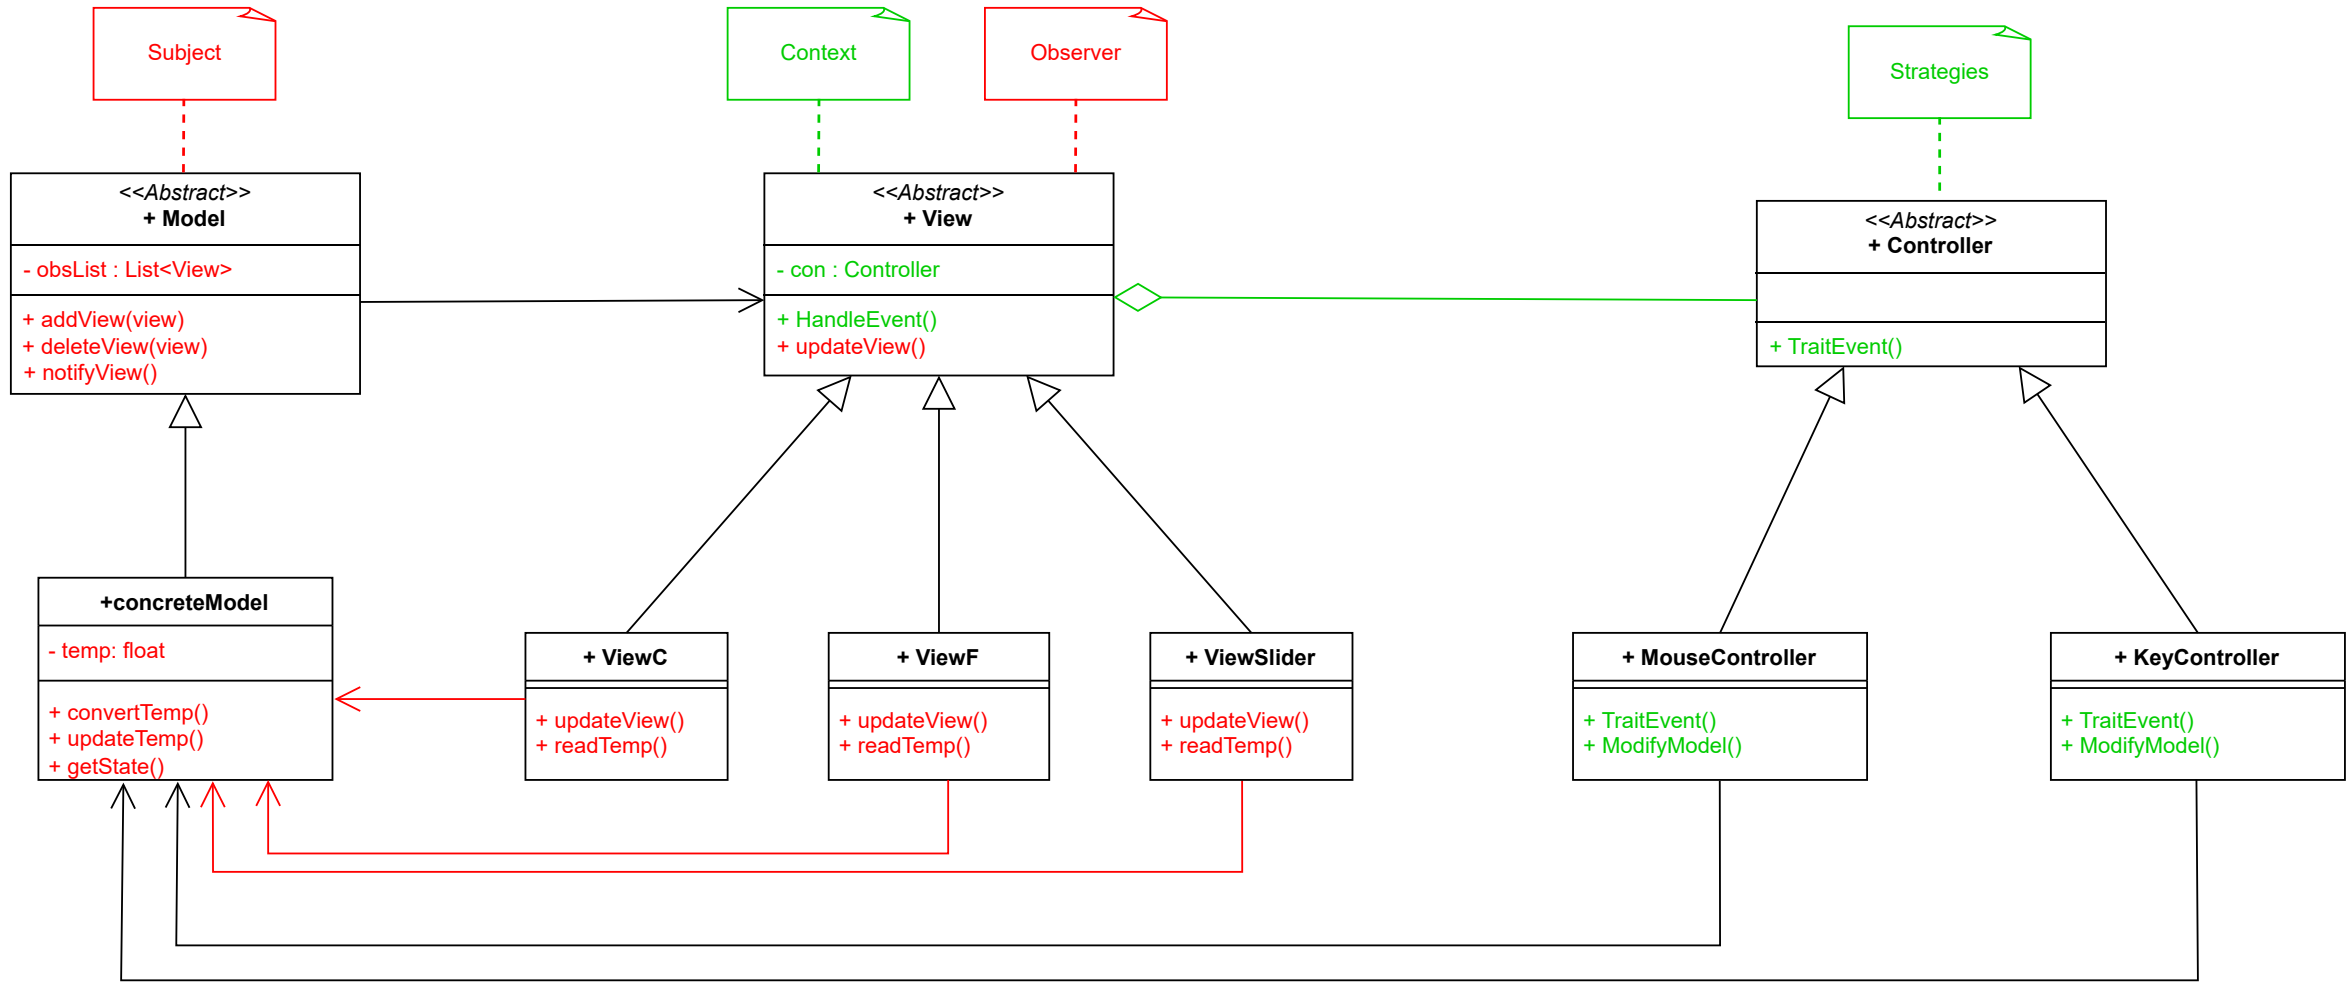 Subject
Context
Observer
Strategies
<<Abstract>>
+ Model
- obsList : List<View>
+ addView(view)
+ deleteView(view)
+ notifyView()
<<Abstract>>
+ View
- con : Controller
+ HandleEvent()
+ updateView()
<<Abstract>>
+ Controller
+ TraitEvent()
+concreteModel
- temp: float
+ convertTemp()
+ updateTemp()
+ getState()
+ ViewC
+ updateView()
+ readTemp()
+ ViewF
+ updateView()
+ readTemp()
+ ViewSlider
+ updateView()
+ readTemp()
+ MouseController
+ TraitEvent()
+ ModifyModel()
+ KeyController
+ TraitEvent()
+ ModifyModel()